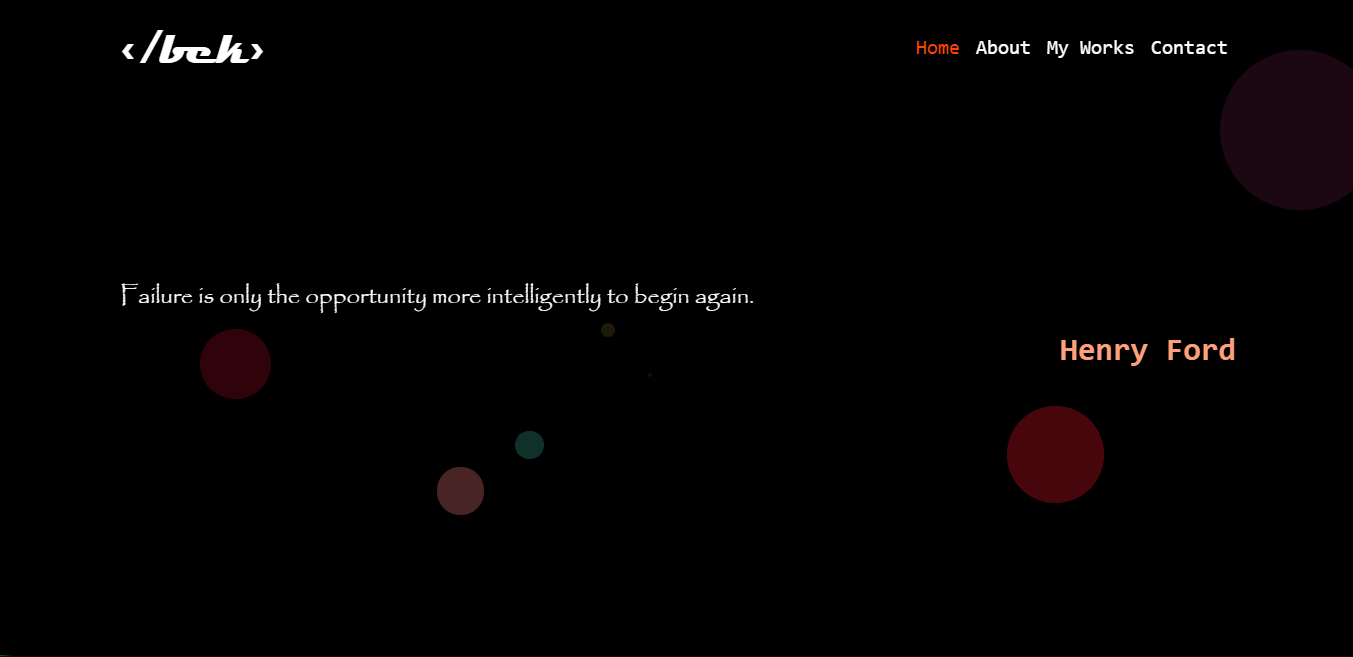 ‹/bek›
Home About My Works Contact
Failure is only the opportunity more intelligently to begin again.
Henry Ford